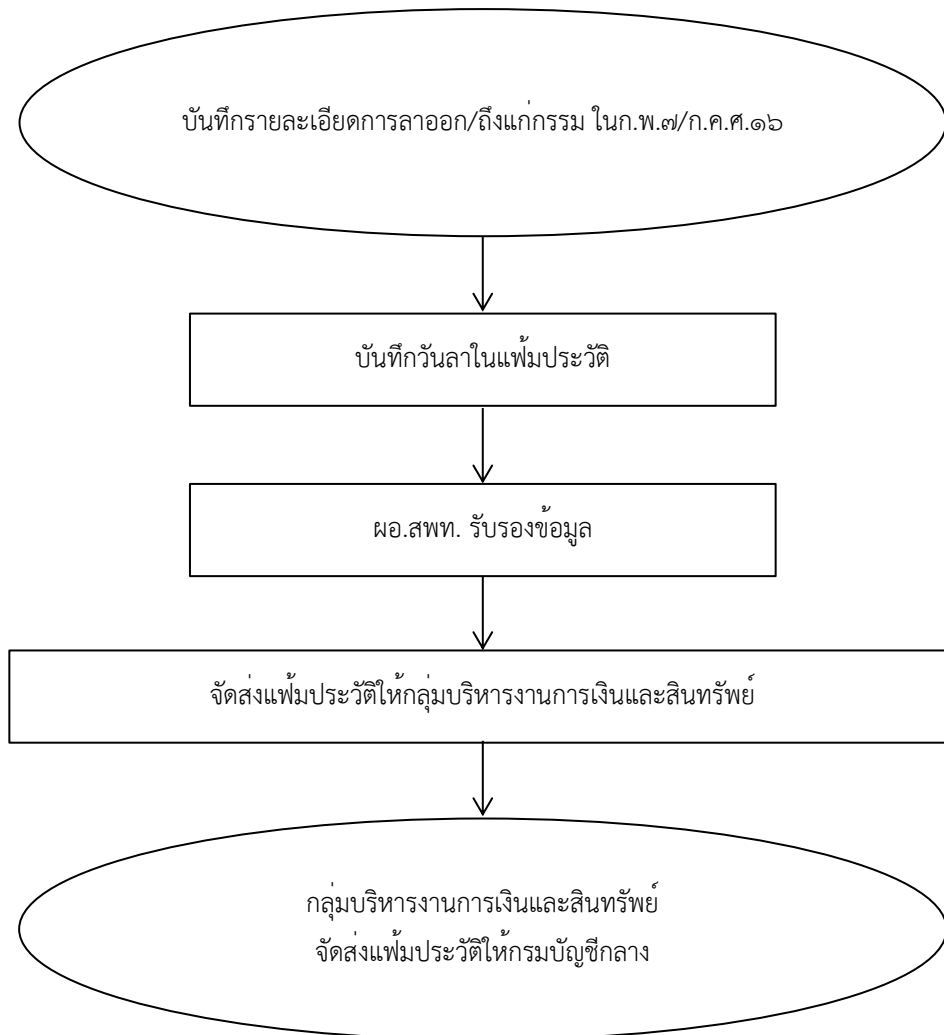 บันทึกรายละเอียดการลาออก/ถึงแก่กรรม ในก.พ.๗/ก.ค.ศ.๑๖
บันทึกวันลาในแฟ้มประวัติ
ผอ.สพท. รับรองข้อมูล
จัดส่งแฟ้มประวัติให้กลุ่มบริหารงานการเงินและสินทรัพย์
กลุ่มบริหารงานการเงินและสินทรัพย์
จัดส่งแฟ้มประวัติให้กรมบัญชีกลาง